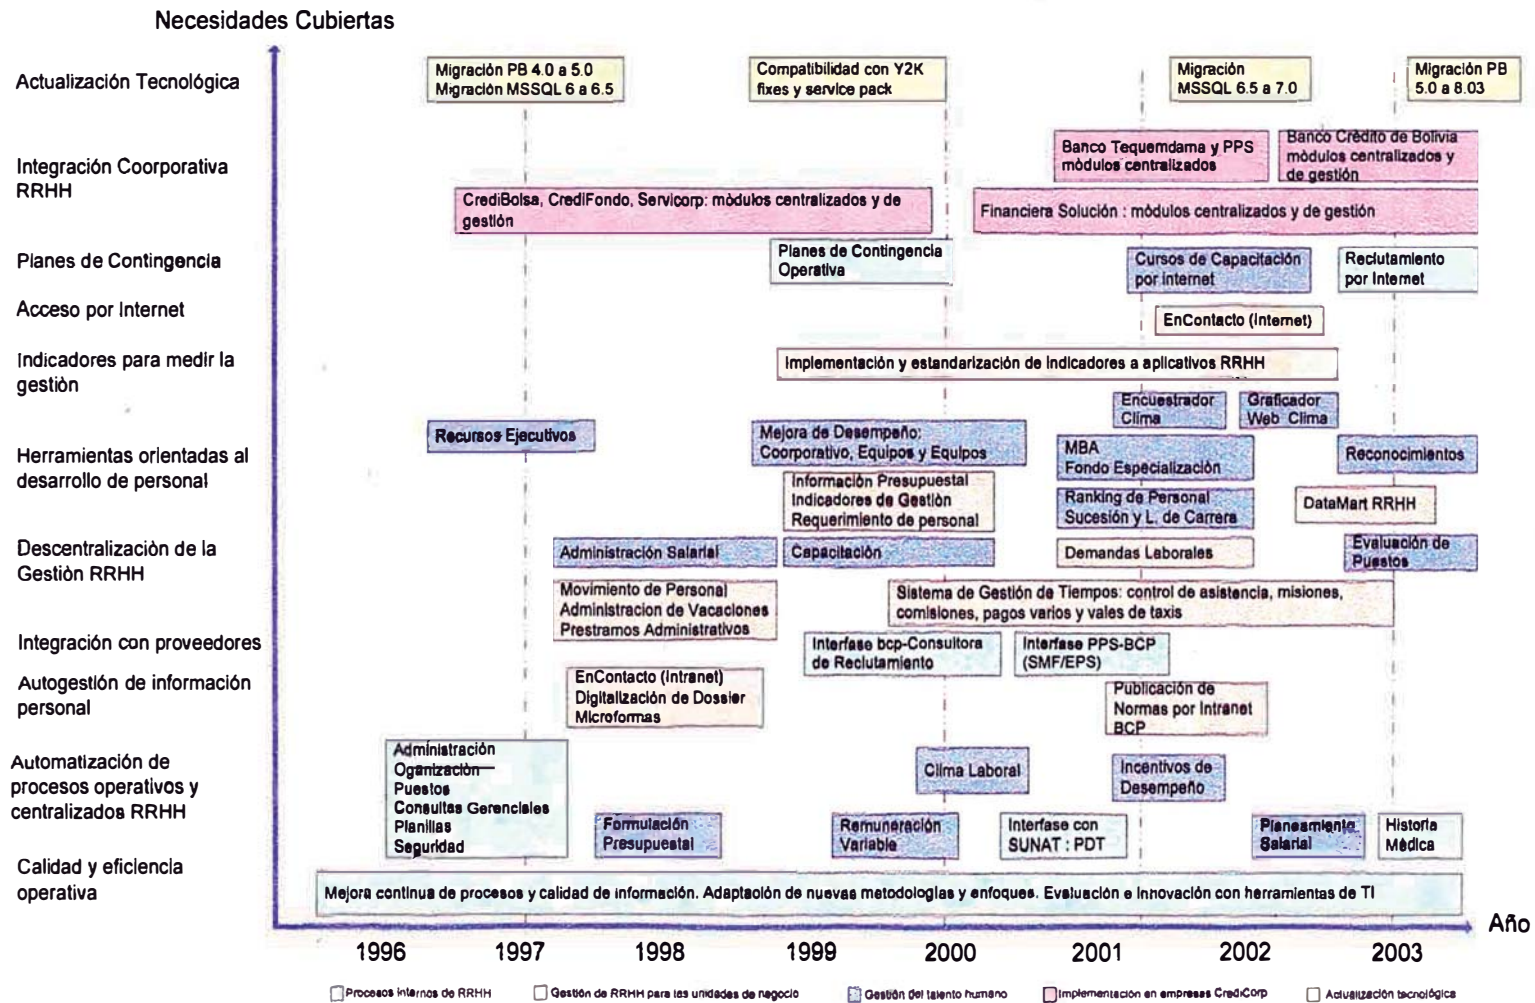 Necesidades Cubiertas
Actualización Tecnológica
Migración PB 4.0 a 5.0
Migración MSSQL 6 a 6.5
Compatibilidad con Y2K
fixes y service pack
Migración
MSSQL 6.5 a 7.0
Migración PB
5.0 a 8.03
Integración Coorporativa
RRHH
Banco Tequemdama y PPS
mòdulos centralizados
Banco Crèdito de Bolivia
mòdulos centralizados y
de gestión
CrediBolsa, CrediFondo, Servicorp: mòdulos centralizados y de
gestión
Financiera Solución : mòdulos centralizados y de gestión
Planes de Contingencia
Planes de Contingencia
Operativa
Cursos de Capacitación
por internet
Reclutamiento
por Internet
Acceso por Internet
EnContacto (Internet)
Indicadores para medir la
gestiòn
Implementación y estandarización de Indicadores a aplicativos RRHH
Encuestrador
Clima
Graficador
Web Clima
Herramientas orientadas al
desarrollo de personal
Recursos Ejecutivos
Mejora de Desempeño:
Coorporativo, Equipos y Equipos
MBA
Fondo Especialización
Reconocimientos
Información Presupuestal
Indicadores de Gestiòn
Requerimiento de personal
Ranking de Personal
Sucesión y L. de Carrera
DataMart RRHH
Descentralizaciòn de la
Gestiòn RRHH
Administración Salarial
Capacitación
Demandas Laborales
Evaluación de
Puestos
Movimiento de Personal
Administracion de Vacaciones
Prestramos Administrativos
Sistema de Gestión de Tiempos: control de asistencia, misiones,
comisiones, pagos varios y vales de taxis
Integración con proveedores
Interfase bcp-Consultora
de Reclutamiento
Interfase PPS-BCP
(SMF/EPS)
Autogestión de información
personal
EnContacto (Intranet)
Digitalización de Dossier
Microformas
Publicación de
Normas por Intranet
BCP
Automatización de
procesos operativos y
centralizados RRHH
Administración
Oganización
Puestos
Consultas Gerenciales
Planillas
Seguridad
Clima Laboral
Incentivos de
Desempeño
Formulación
Presupuestal
Remuneración
Variable
Interfase con
SUNAT : PDT
Planeamiento
Salarial
Historia
Mèdica
Calidad y eficiencia
operativa
Mejora continua de procesos y calidad de información. Adaptación de nuevas metodologías y enfoques. Evaluación e Innovación con herramientas de TI
Año
1996 1997 1998 1999 2000 2001 2002 2003
Procesos internos de RRHH Gestión de RRHH para las unidades de negocio Gestión del talento humano Implementación en empresas CrediCorp Actualización tecnológica